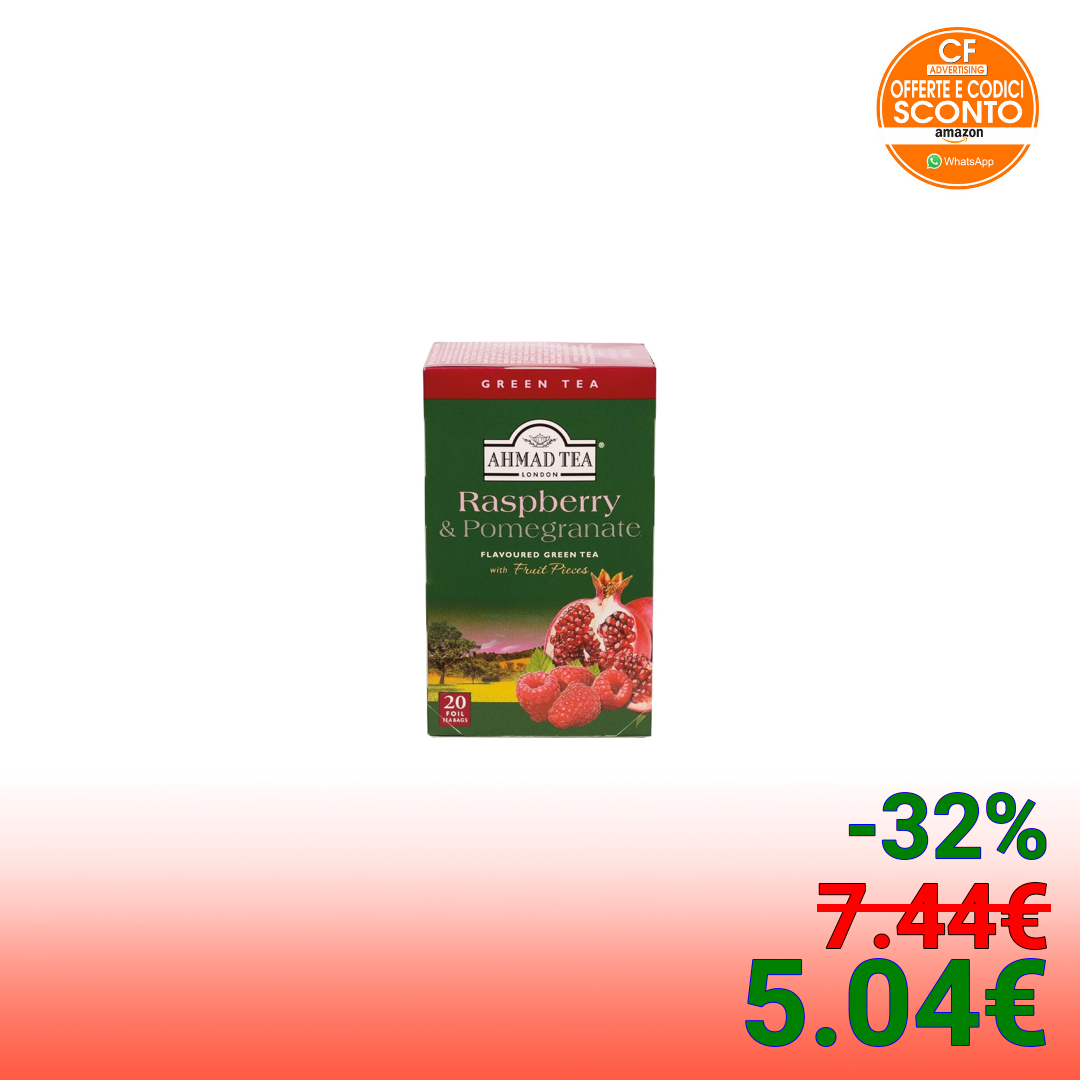 CF
ADVERTISING
OFFERTE E CODICI
SCONTO
amazon
WhatsApp
GREEN TEA
AHMAD TEA®
LONDON
Raspberry
& Pomegranate
FLAVOURED GREEN TEA
with Fruit Pieces
20
FOIL
TEA BAGS
-32%
7.44€
5.04€